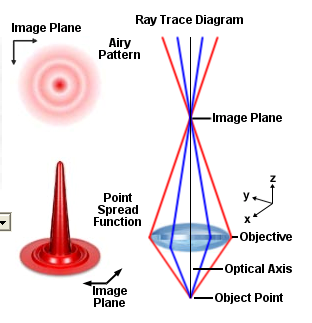 Ray Trace Diagram
Image Plane
Airy
Pattern
Image Plane
z
y
x
Point
Spread
Function
Objective
Optical Axis
Image
Plane
Object Point